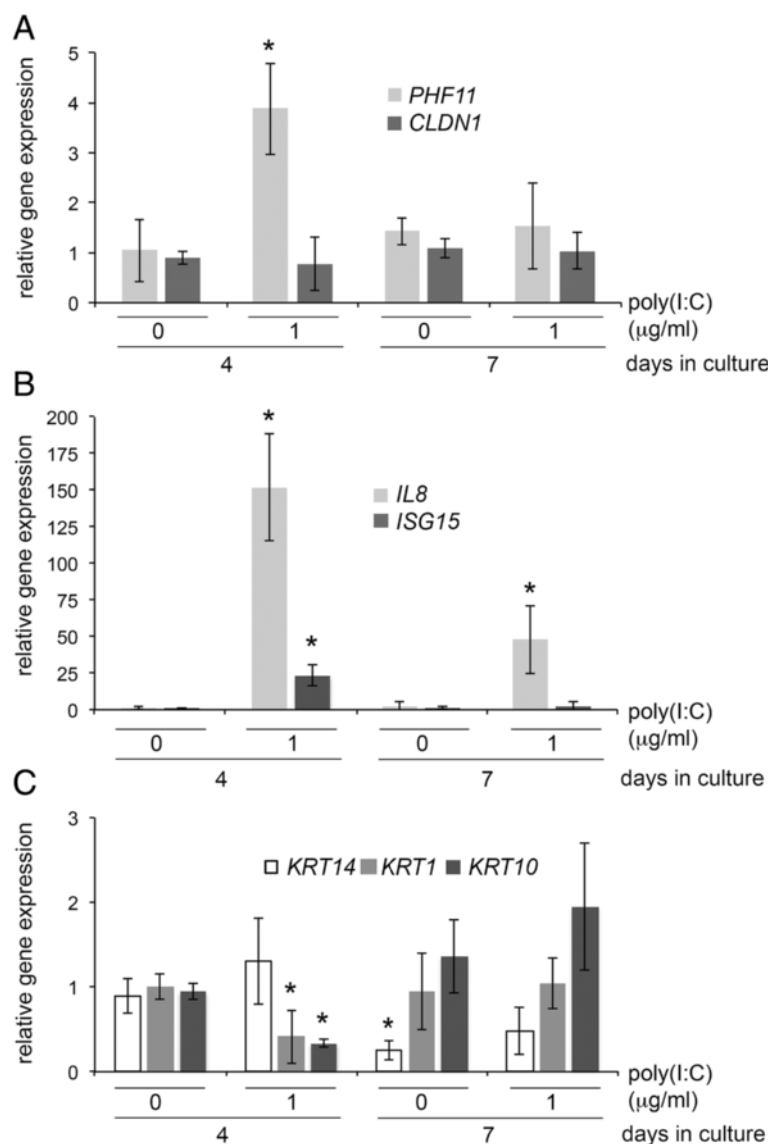 A
relative gene expression
5
4
3
2
1
0
*
PHF11
CLDN1
0 1 0 1
poly(I:C)
(μg/ml)
4 7 days in culture
B
relative gene expression
200
175
150
125
100
75
50
25
0
*
*
*
IL8
ISG15
0 1 0 1
poly(I:C)
(μg/ml)
4 7 days in culture
C
relative gene expression
3
2
1
0
KRT14 KRT1 KRT10
*
*
*
0 1 0 1
poly(I:C)
(μg/ml)
4 7 days in culture